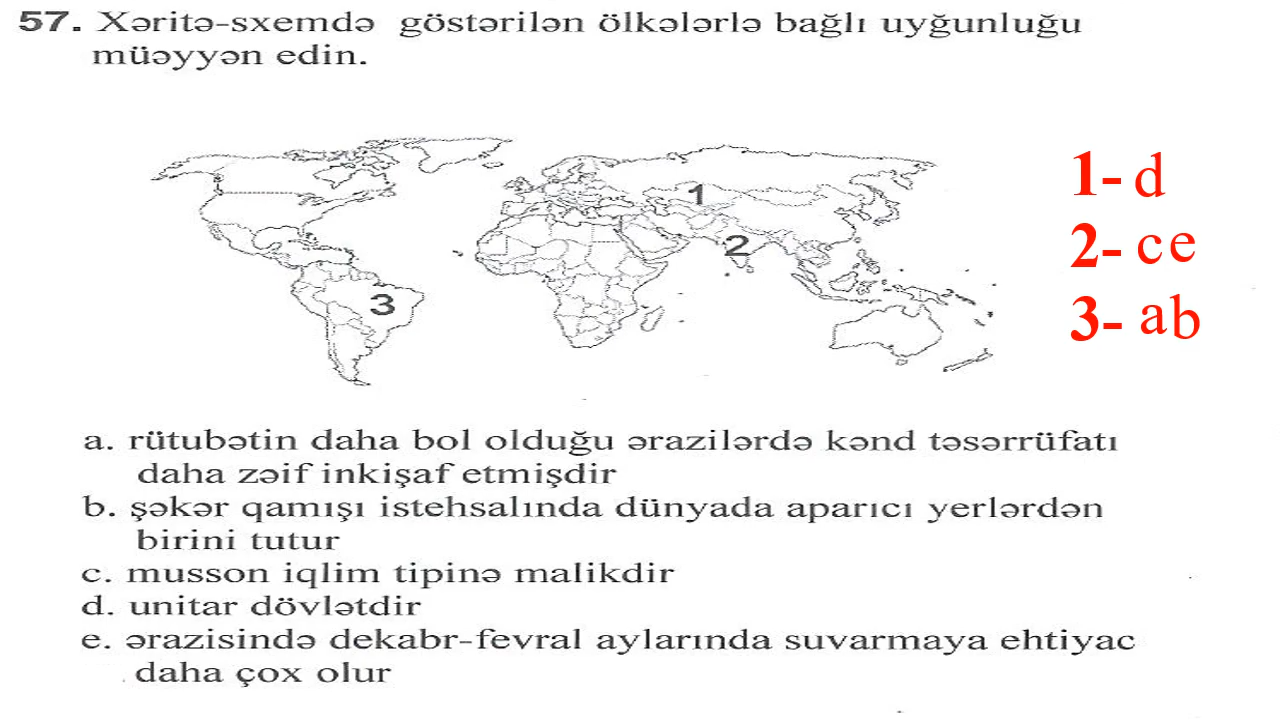 57. Xəritə-sxemdə göstərilən ölkələrlə bağlı uyğunluğu
müəyyən edin.
1
2
3
1- d
2- c e
3- a b
a. rütubətin daha bol olduğu ərazilərdə kənd təsərrüfatı
daha zəif inkişaf etmişdir
b. şəkər qamışı istehsalında dünyada aparıcı yerlərdən
birini tutur
c. musson iqlim tipinə malikdir
d. unitar dövlətdir
e. ərazisində dekabr-fevral aylarında suvarmaya ehtiyac
daha çox olur